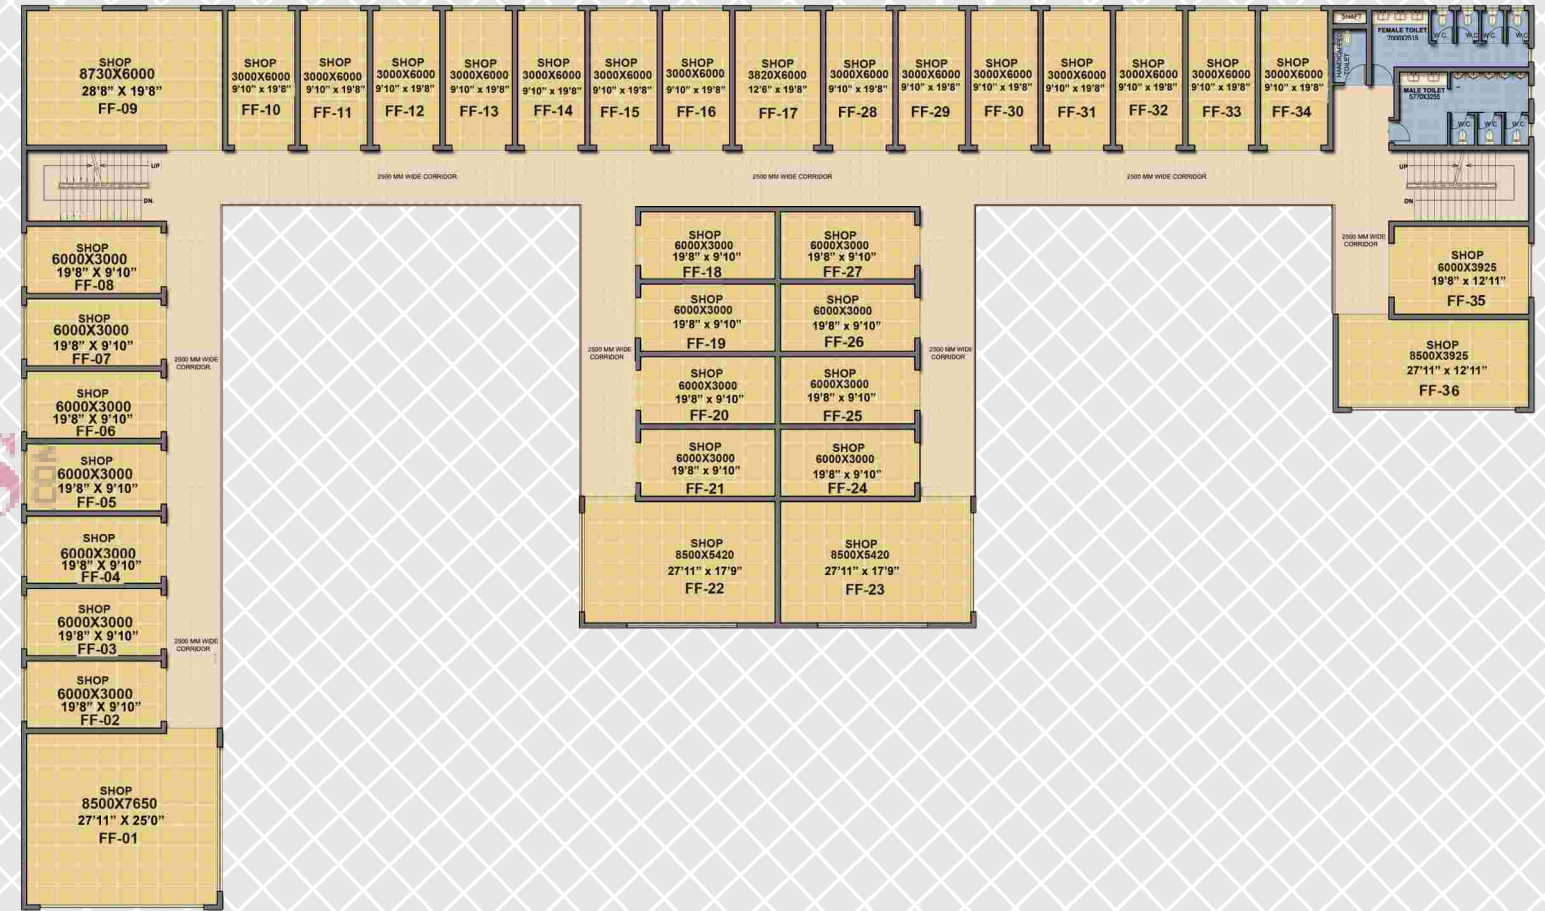 SHOP
8730X6000
28'8” X 19'8”
FF-09
SHOP
3000X6000
9'10” x 19'8”
FF-10
SHOP
3000X6000
9'10” x 19'8”
FF-11
SHOP
3000X6000
9'10” x 19'8”
FF-12
SHOP
3000X6000
9'10” x 19'8”
FF-13
SHOP
3000X6000
9'10” x 19'8”
FF-14
SHOP
3000X6000
9'10” x 19'8”
FF-15
SHOP
3000X6000
9'10” x 19'8”
FF-16
SHOP
3820X6000
12'6” x 19'8”
FF-17
SHOP
3000X6000
9'10” x 19'8”
FF-28
SHOP
3000X6000
9'10” x 19'8”
FF-29
SHOP
3000X6000
9'10” x 19'8”
FF-30
SHOP
3000X6000
9'10” x 19'8”
FF-31
SHOP
3000X6000
9'10” x 19'8”
FF-32
SHOP
3000X6000
9'10” x 19'8”
FF-33
SHOP
3000X6000
9'10” x 19'8”
FF-34
SHAFT
HANDICAPPED
TOILET
FEMALE TOILET
7000X2515
W.C.
W.C.
W.C.
W.C.
MALE TOILET
5770X3255
W.C.
W.C.
W.C.
UP
DN.
2500 MM WIDE CORRIDOR
2500 MM WIDE CORRIDOR
2500 MM WIDE CORRIDOR
UP
DN.
SHOP
6000X3000
19'8” X 9'10”
FF-08
SHOP
6000X3000
19'8” X 9'10”
FF-07
SHOP
6000X3000
19'8” X 9'10”
FF-06
SHOP
6000X3000
19'8” X 9'10”
FF-05
SHOP
6000X3000
19'8” X 9'10”
FF-04
SHOP
6000X3000
19'8” X 9'10”
FF-03
SHOP
6000X3000
19'8” X 9'10”
FF-02
SHOP
8500X7650
27'11” X 25'0”
FF-01
2500 MM WIDE
CORRIDOR
2500 MM WIDE
CORRIDOR
COM
2500 MM WIDE
CORRIDOR
SHOP
6000X3000
19'8” x 9'10”
FF-18
SHOP
6000X3000
19'8” x 9'10”
FF-27
SHOP
6000X3000
19'8” x 9'10”
FF-19
SHOP
6000X3000
19'8” x 9'10”
FF-26
SHOP
6000X3000
19'8” x 9'10”
FF-20
SHOP
6000X3000
19'8” x 9'10”
FF-25
SHOP
6000X3000
19'8” x 9'10”
FF-21
SHOP
6000X3000
19'8” x 9'10”
FF-24
SHOP
8500X5420
27'11” x 17'9”
FF-22
SHOP
8500X5420
27'11” x 17'9”
FF-23
2500 MM WIDE
CORRIDOR
2500 MM WIDE
CORRIDOR
SHOP
6000X3925
19'8” x 12'11”
FF-35
SHOP
8500X3925
27'11” x 12'11”
FF-36